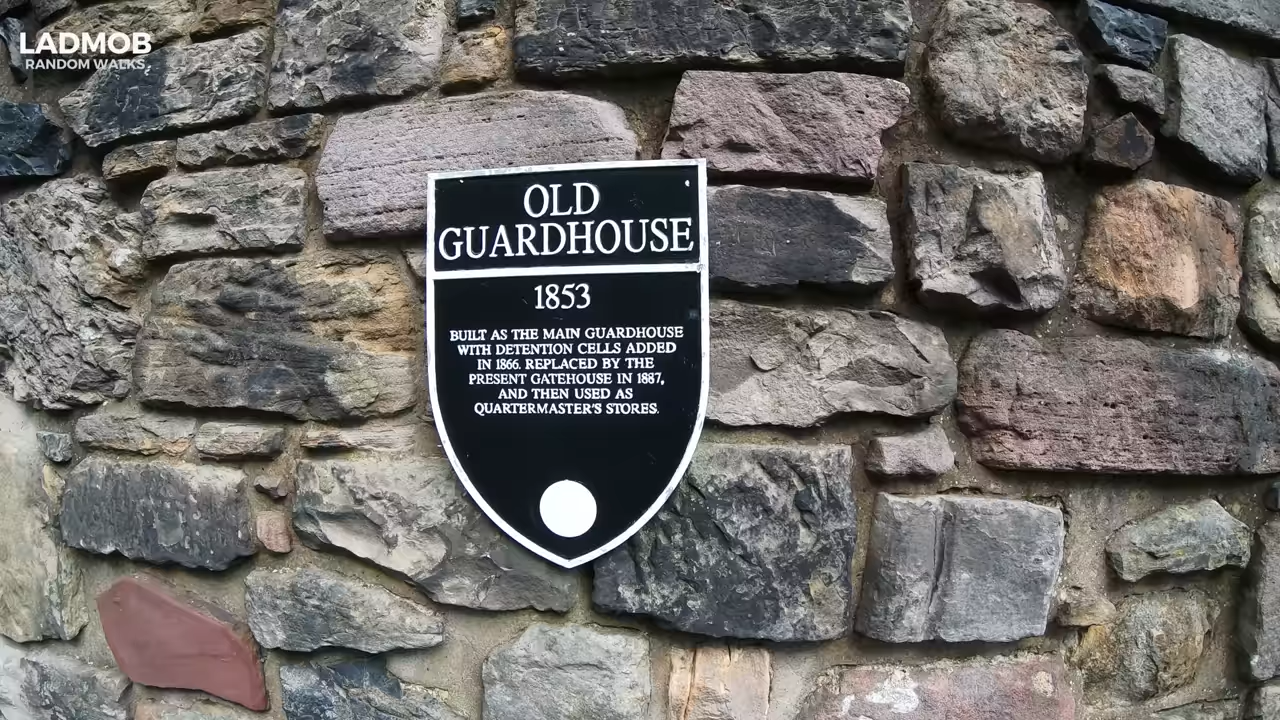 LADMOB
RANDOM WALKS
OLD
GUARDHOUSE
1853
BUILT AS THE MAIN GUARDHOUSE
WITH DETENTION CELLS ADDED
IN 1866. REPLACED BY THE
PRESENT GATEHOUSE IN 1887,
AND THEN USED AS
QUARTERMASTER'S STORES.